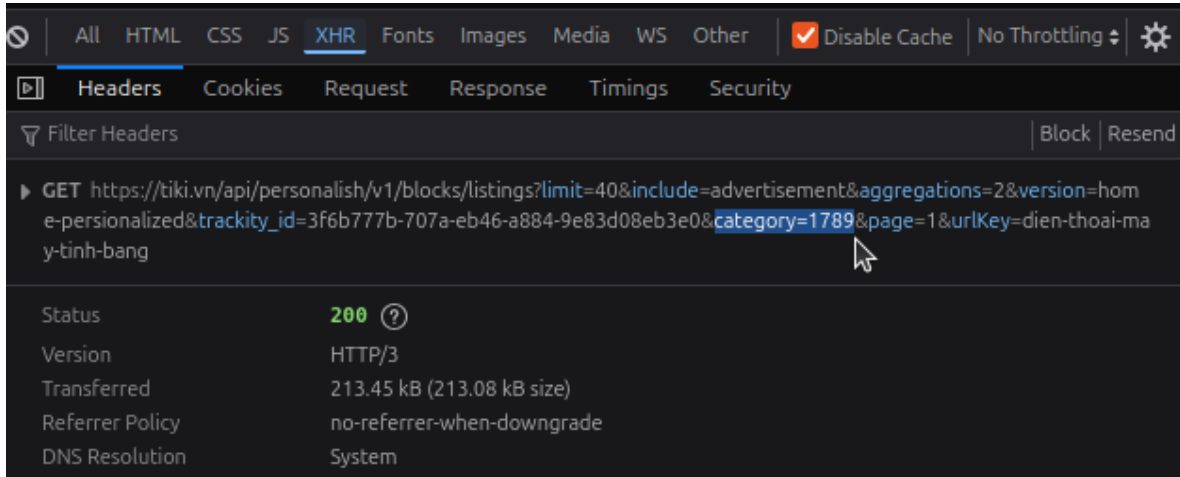 All HTML CSS JS XHR Fonts Images Media WS Other Disable Cache No Throttling
Headers Cookies Request Response Timings Security
Filter Headers Block Resend
GET https://tiki.vn/api/personalish/v1/blocks/listings?limit=40&include=advertisement&aggregations=2&version=hom
e-persionalized&trackity_id=3f6b777b-707a-eb46-a884-9e83d08eb3e0&category=1789&page=1&urlKey=dien-thoai-ma
y-tinh-bang
Status 200 ?
Version HTTP/3
Transferred 213.45 kB (213.08 kB size)
Referrer Policy no-referrer-when-downgrade
DNS Resolution System